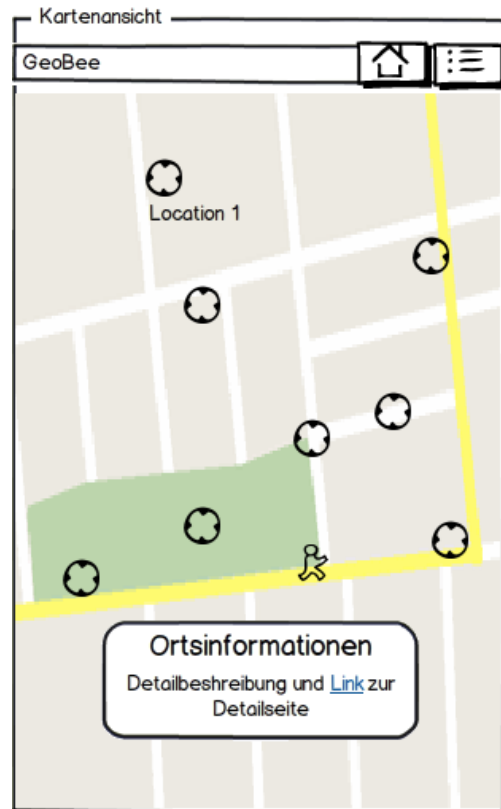 Kartenansicht
GeoBee
Location 1
Ortsinformationen
Detailbeshreibung und Link zur
Detailseite